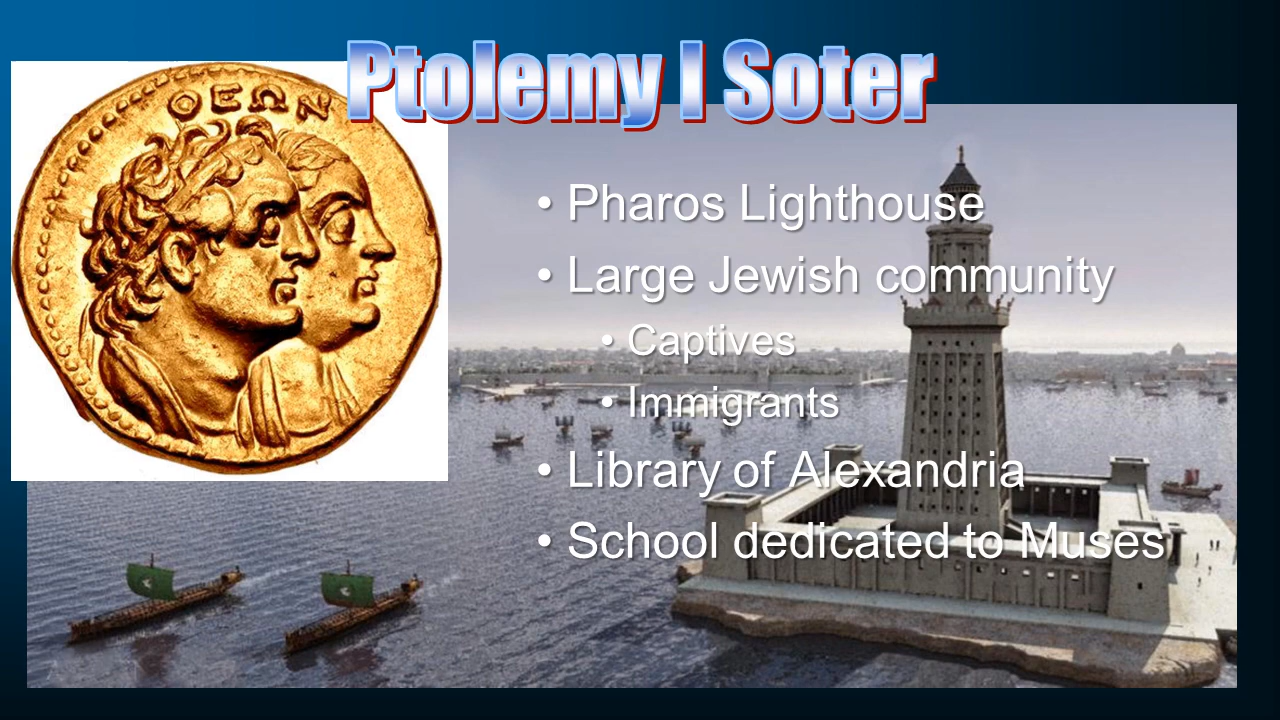 Ptolemy I Soter
ΘΕΩΝ
• Pharos Lighthouse
• Large Jewish community
• Captives
• Immigrants
• Library of Alexandria
• School dedicated to Muses